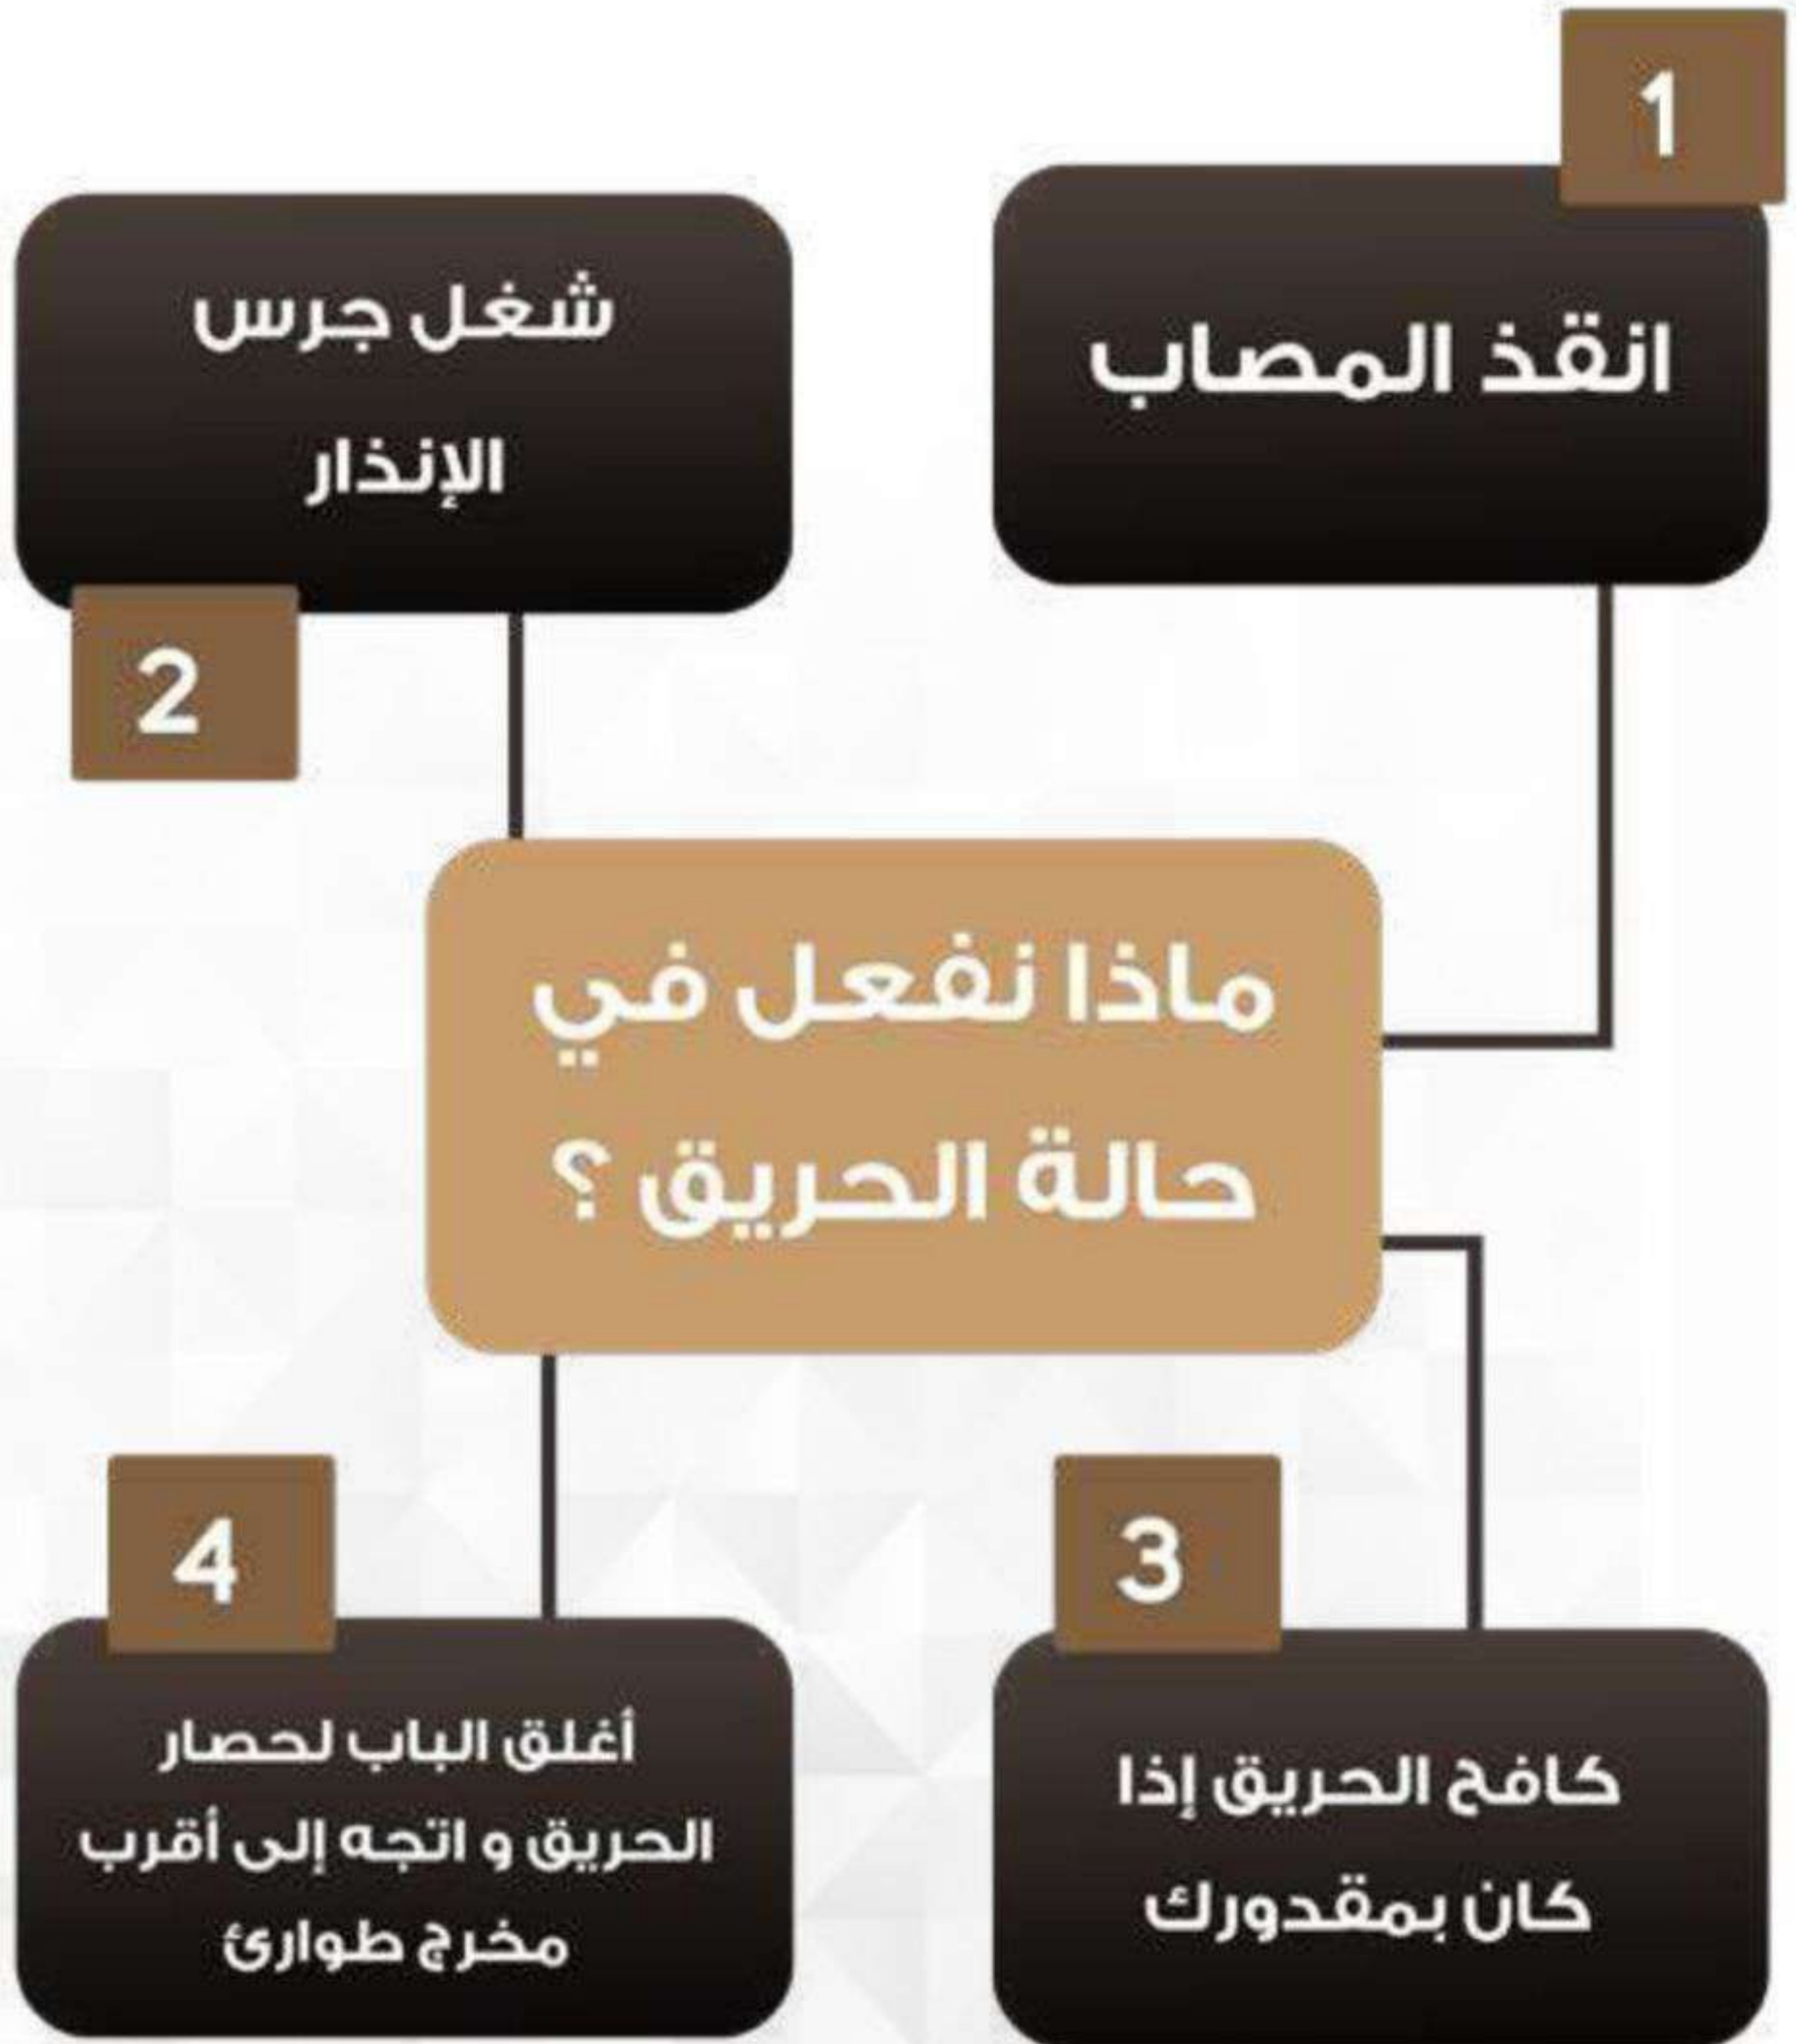 1
انقذ المصاب
شغل جرس
الإنذار
2
ماذا نفعل في
حالة الحريق ؟
3
كافح الحريق إذا
كان بمقدورك
4
أغلق الباب لحصار
الحريق و اتجه إلى أقرب
مخرج طوارئ